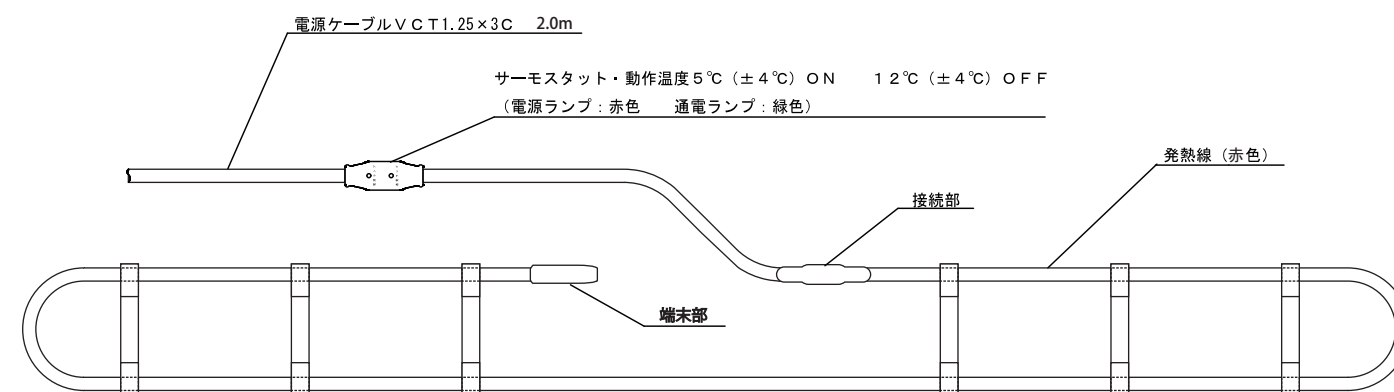 電源ケーブルＶＣＴ1.25×3Ｃ　2.0m
サーモスタット・動作温度５℃（±４℃）ＯＮ　１２℃（±４℃）ＯＦＦ
（電源ランプ：赤色　通電ランプ：緑色）
発熱線（赤色）
接続部
端末部